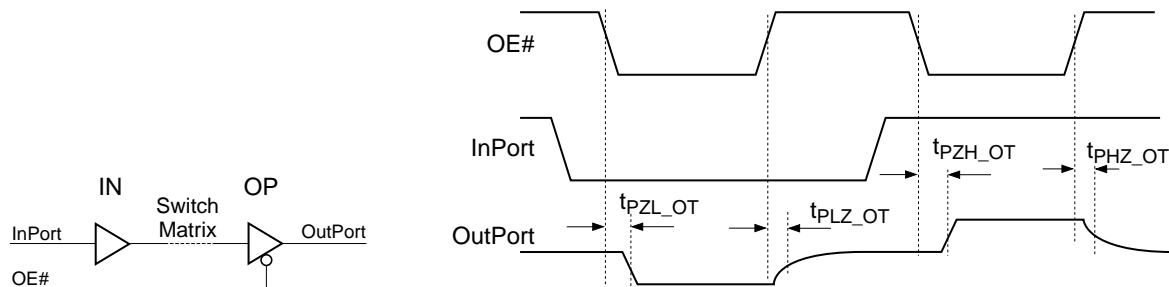 IN
OP
Switch
Matrix
InPort
OutPort
OE#
OE#
InPort
tPZH_OT
tPHZ_OT
tPZL_OT
tPLZ_OT
OutPort